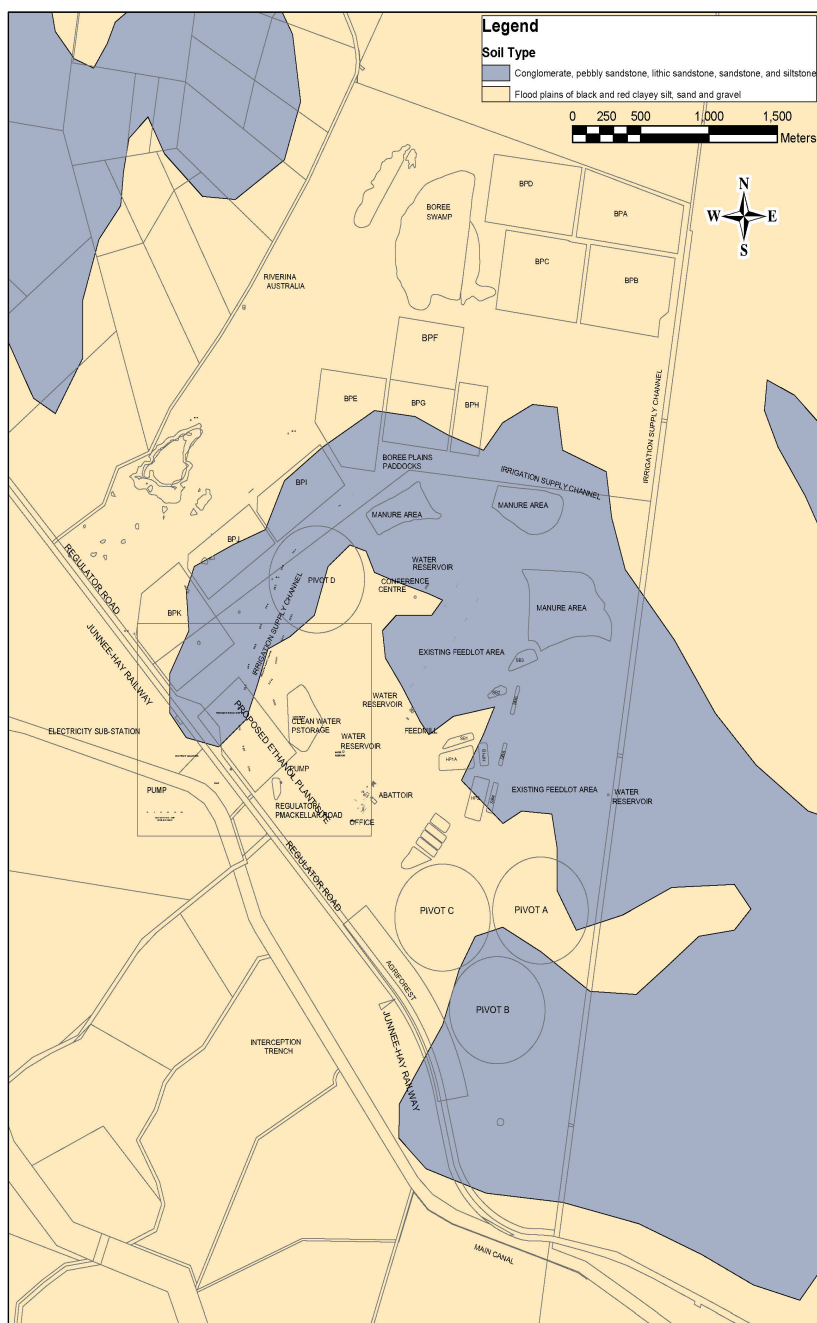 Legend
Soil Type
Conglomerate, pebbly sandstone, lithic sandstone, sandstone, and siltstone
Flood plains of black and red clayey silt, sand and gravel
0 250 500 1,000 1,500
Meters
N
W E
S
BPD
BPA
BOREE
SWAMP
BPC
BPB
RIVERINA
AUSTRALIA
BPF
BPE
BPG
BPH
IRRIGATION SUPPLY CHANNEL
BOREE PLAINS
PADDOCKS
IRRIGATION SUPPLY CHANNEL
BPI
MANURE AREA
MANURE AREA
BPJ
REGULATOR ROAD
WATER
RESERVOIR
PIVOT D
CONFERENCE
CENTRE
IRRIGATION SUPPLY CHANNEL
BPK
MANURE AREA
JUNNEE-HAY RAILWAY
EXISTING FEEDLOT AREA
SB3
SB2
WATER
RESERVOIR
PROPOSED ETHANOL PLANT SITE
CLEAN WATER
PSTORAGE
ELECTRICITY SUB-STATION
FEEDMILL
WATER
RESERVOIR
SB1
HP1A
HP1B
PUMP
PUMP
ABATTOIR
EXISTING FEEDLOT AREA
WATER
RESERVOIR
REGULATOR/
PMACKELLAR ROAD
OFFICE
REGULATOR ROAD
PIVOT C
PIVOT A
AGRIFOREST
PIVOT B
JUNNEE-HAY RAILWAY
INTERCEPTION
TRENCH
MAIN CANAL